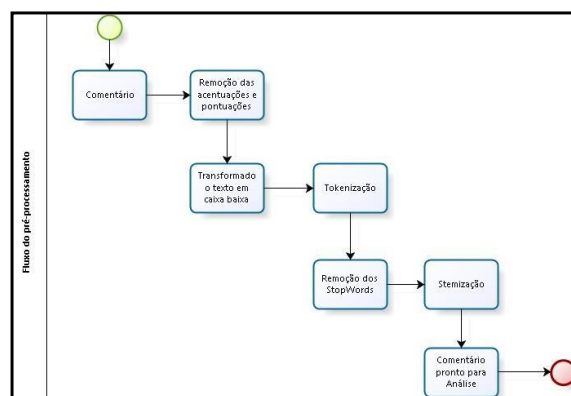 Fluxo do pré-processamento
Comentário
Remoção das
acentuações e
pontuações
Transformado
o texto em
caixa baixa
Tokenização
Remoção dos
StopWords
Stemização
Comentário
pronto para
Análise